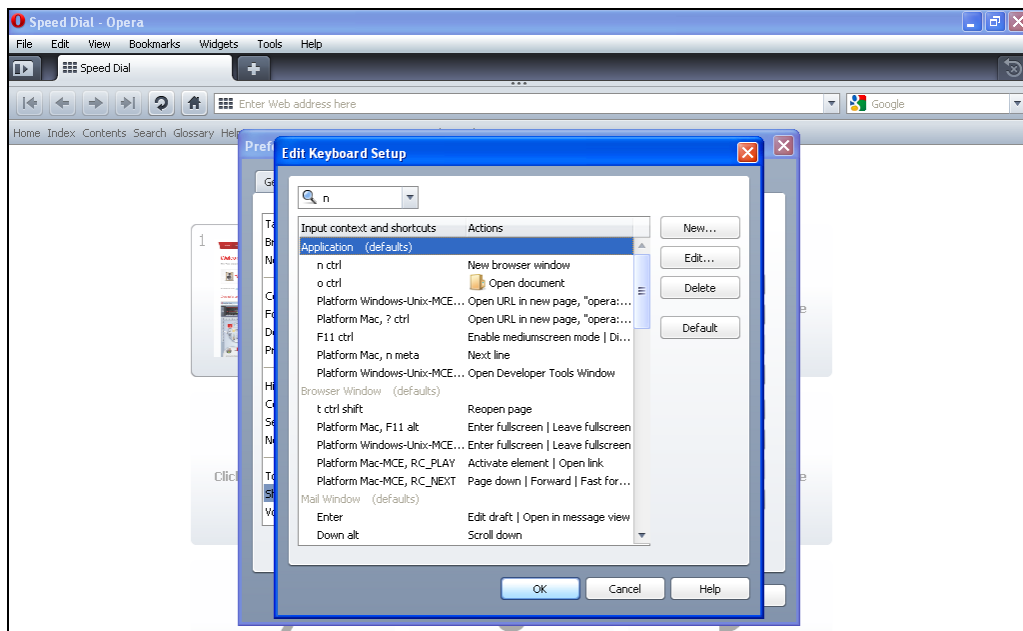 Speed Dial - Opera
File Edit View Bookmarks Widgets Tools Help
Speed Dial
Enter Web address here
Google
Home Index Contents Search Glossary Help
Edit Keyboard Setup
n
Input context and shortcuts Actions
Application (defaults)
n ctrl New browser window
o ctrl Open document
Platform Windows-Unix-MCE... Open URL in new page, "opera:...
Platform Mac, ? ctrl Open URL in new page, "opera:...
F11 ctrl Enable mediumscreen mode | Di...
Platform Mac, n meta Next line
Platform Windows-Unix-MCE... Open Developer Tools Window
Browser Window (defaults)
t ctrl shift Reopen page
Platform Mac, F11 alt Enter fullscreen | Leave fullscreen
Platform Windows-Unix-MCE... Enter fullscreen | Leave fullscreen
Platform Mac-MCE, RC_PLAY Activate element | Open link
Platform Mac-MCE, RC_NEXT Page down | Forward | Fast for...
Mail Window (defaults)
Enter Edit draft | Open in message view
Down alt Scroll down
New...
Edit...
Delete
Default
OK Cancel Help
1